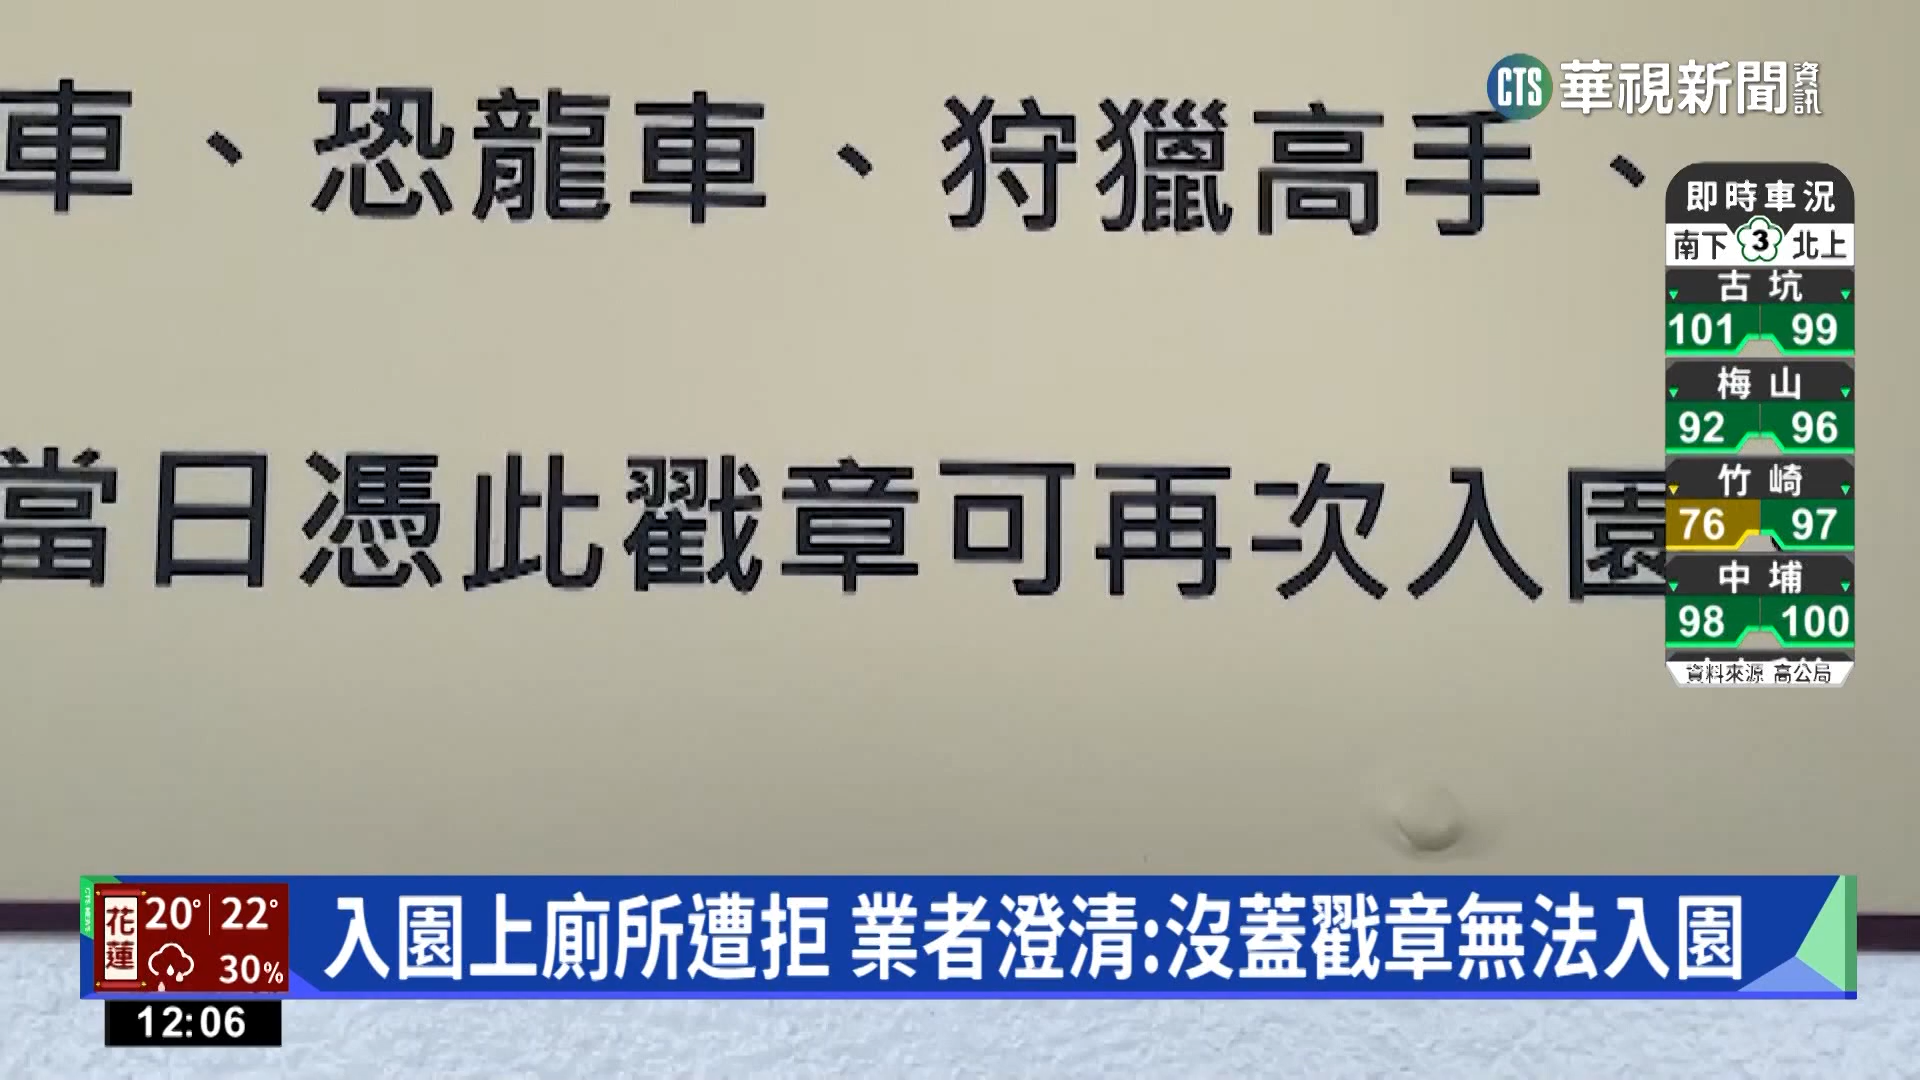 CTS 華視新聞資訊
車、恐龍車、狩獵高手、
當日憑此戳章可再次入園
即時車況
南下 3 北上
古坑
101 99
梅山
92 96
竹崎
76 97
中埔
98 100
資料來源 高公局
入園上廁所遭拒 業者澄清:沒蓋戳章無法入園
CTS NEWS
花蓮
20° 22°
30%
12:06